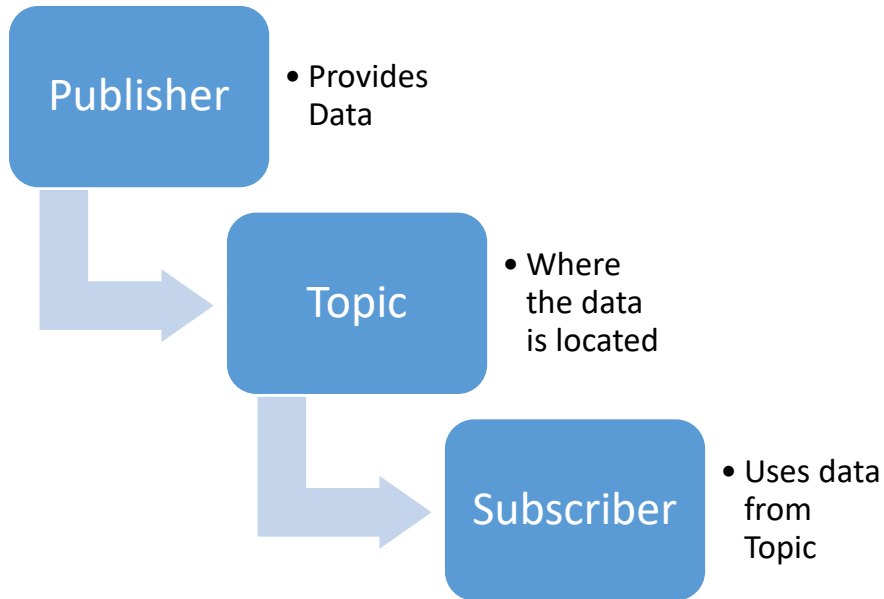 Publisher
• Provides
Data
Topic
• Where
the data
is located
Subscriber
• Uses data
from
Topic